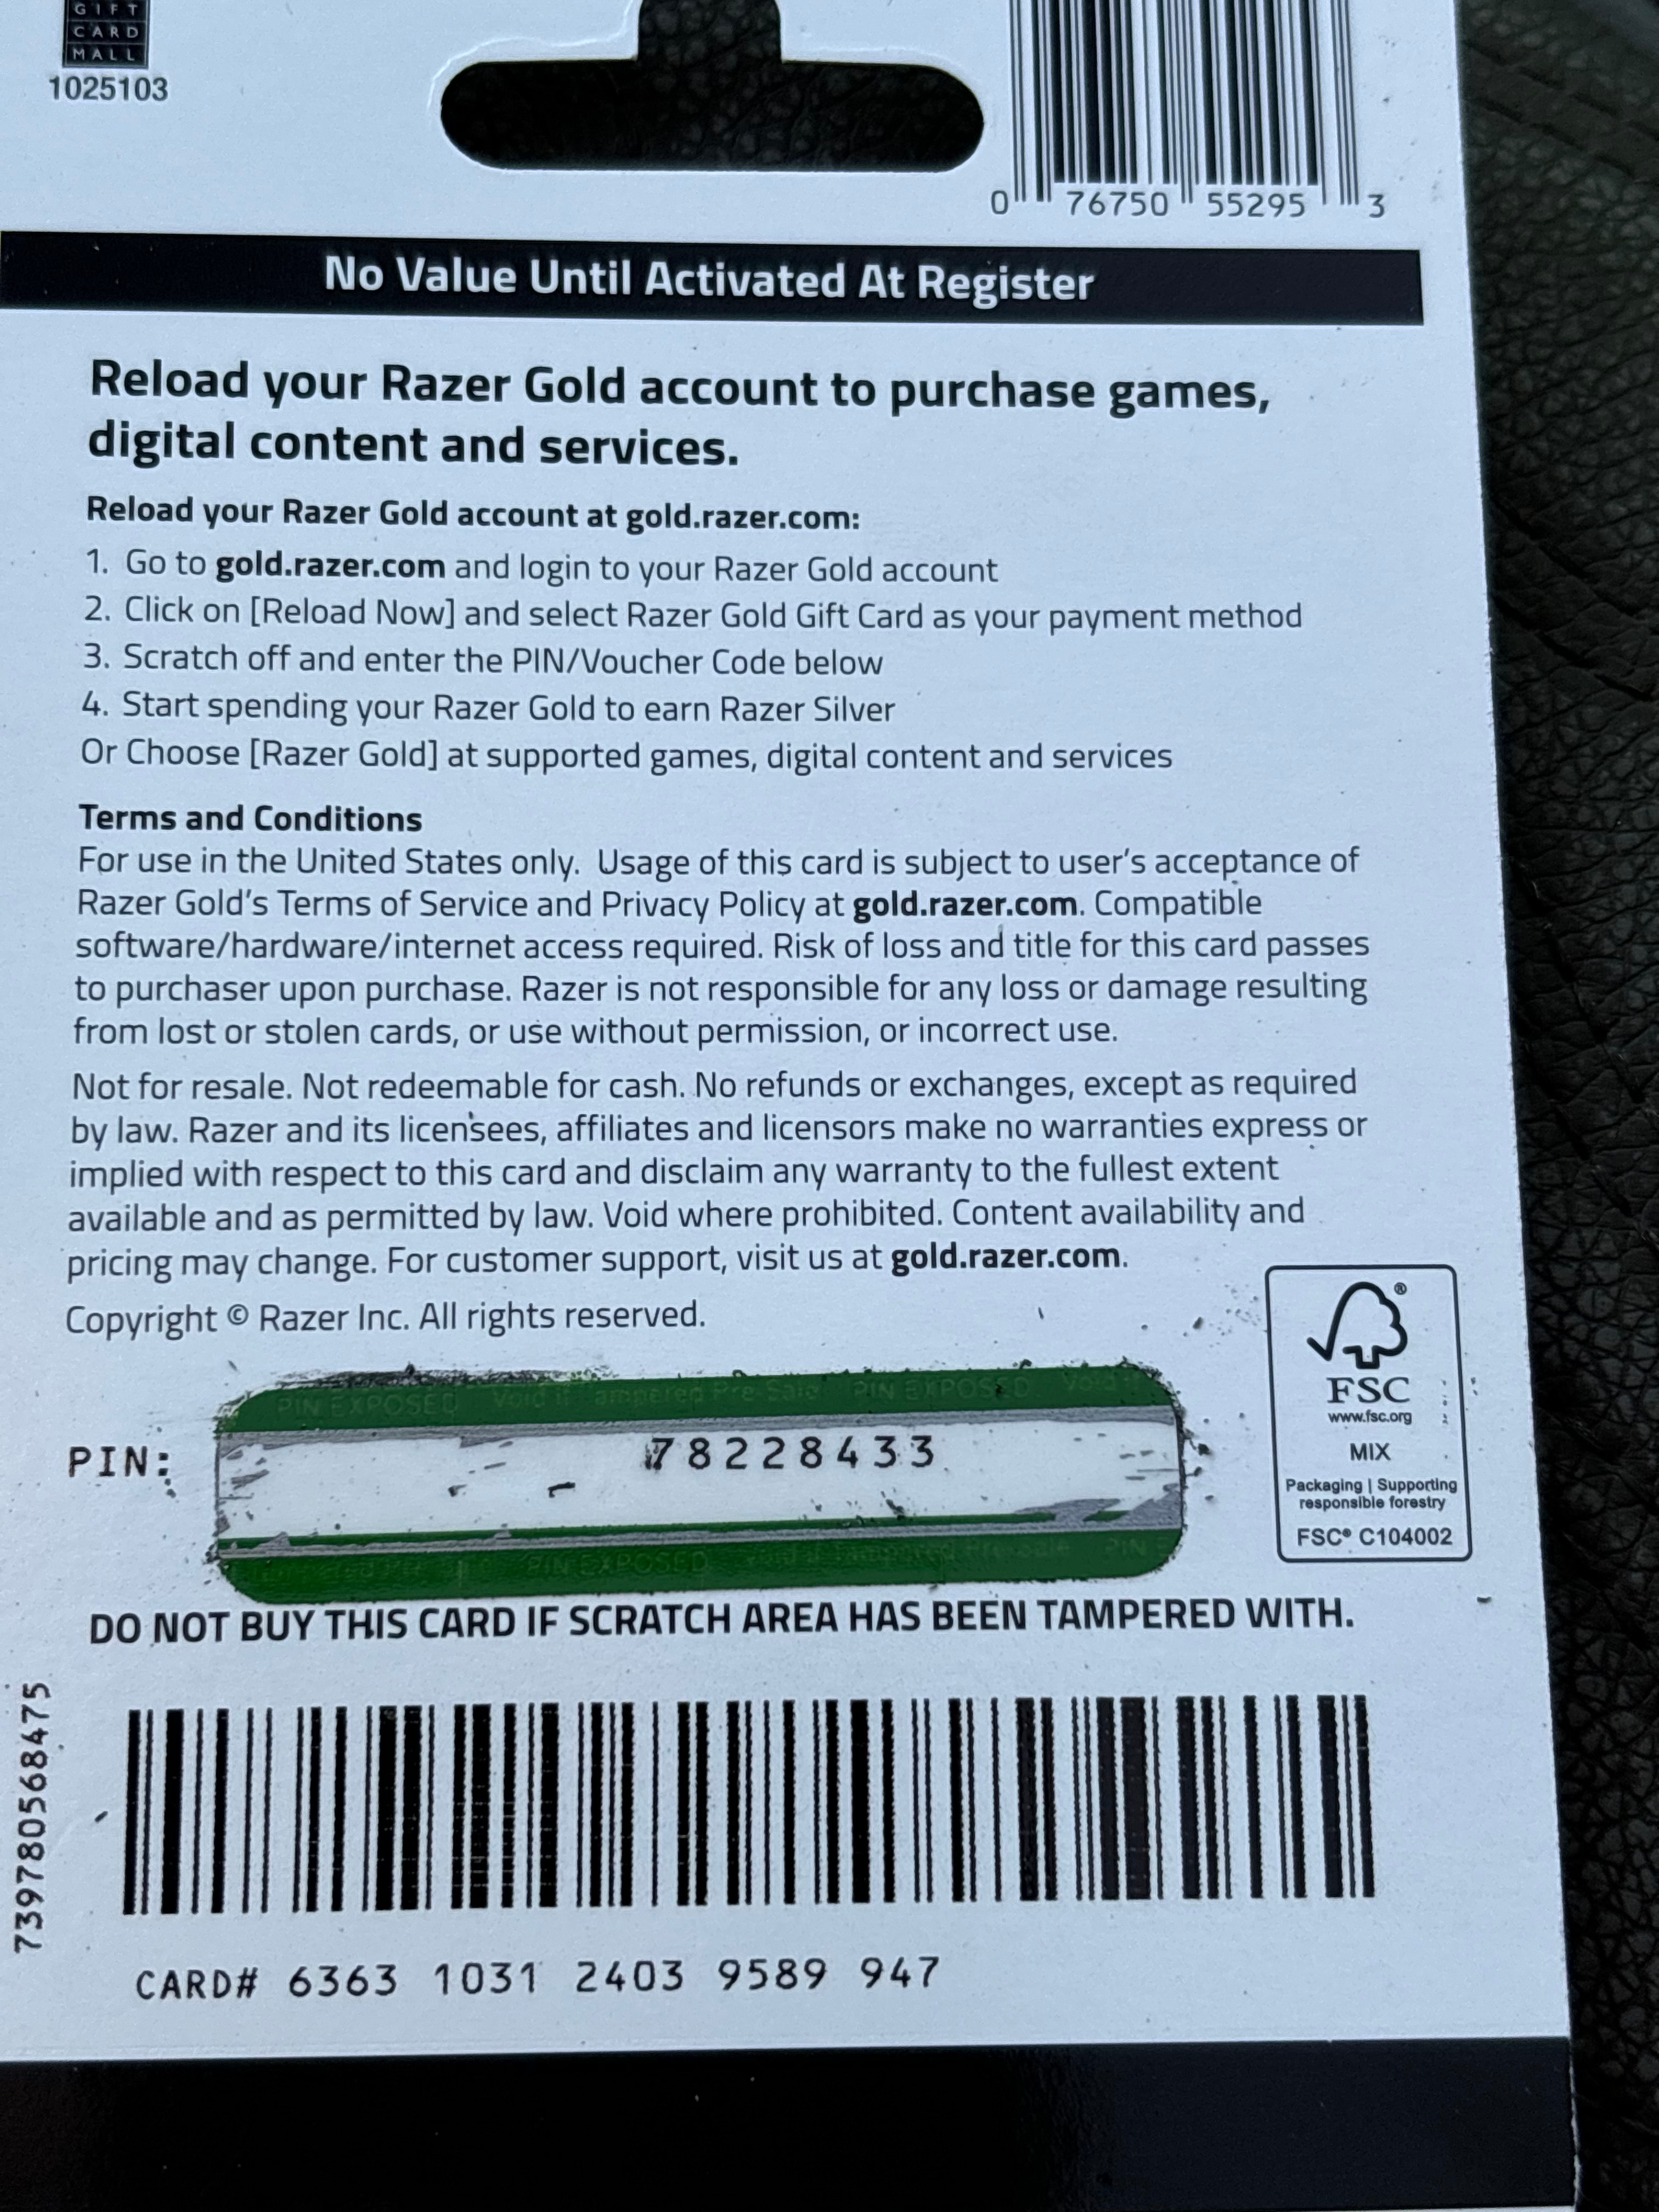 GIFT
CARD
MALL
1025103
0 76750 55295 3
No Value Until Activated At Register
Reload your Razer Gold account to purchase games,
digital content and services.
Reload your Razer Gold account at gold.razer.com:
1. Go to gold.razer.com and login to your Razer Gold account
2. Click on [Reload Now] and select Razer Gold Gift Card as your payment method
3. Scratch off and enter the PIN/Voucher Code below
4. Start spending your Razer Gold to earn Razer Silver
Or Choose [Razer Gold] at supported games, digital content and services
Terms and Conditions
For use in the United States only. Usage of this card is subject to user's acceptance of
Razer Gold's Terms of Service and Privacy Policy at gold.razer.com. Compatible
software/hardware/internet access required. Risk of loss and title for this card passes
to purchaser upon purchase. Razer is not responsible for any loss or damage resulting
from lost or stolen cards, or use without permission, or incorrect use.
Not for resale. Not redeemable for cash. No refunds or exchanges, except as required
by law. Razer and its licensees, affiliates and licensors make no warranties express or
implied with respect to this card and disclaim any warranty to the fullest extent
available and as permitted by law. Void where prohibited. Content availability and
pricing may change. For customer support, visit us at gold.razer.com.
Copyright © Razer Inc. All rights reserved.
PIN EXPOSED Void if Tampered Pre-Sale PIN EXPOSED Void
PIN: 78228433
PIN EXPOSED Pre-Sale PIN
FSC®
www.fsc.org
MIX
Packaging | Supporting
responsible forestry
FSC® C104002
DO NOT BUY THIS CARD IF SCRATCH AREA HAS BEEN TAMPERED WITH.
7397805568475
CARD# 6363 1031 2403 9589 947